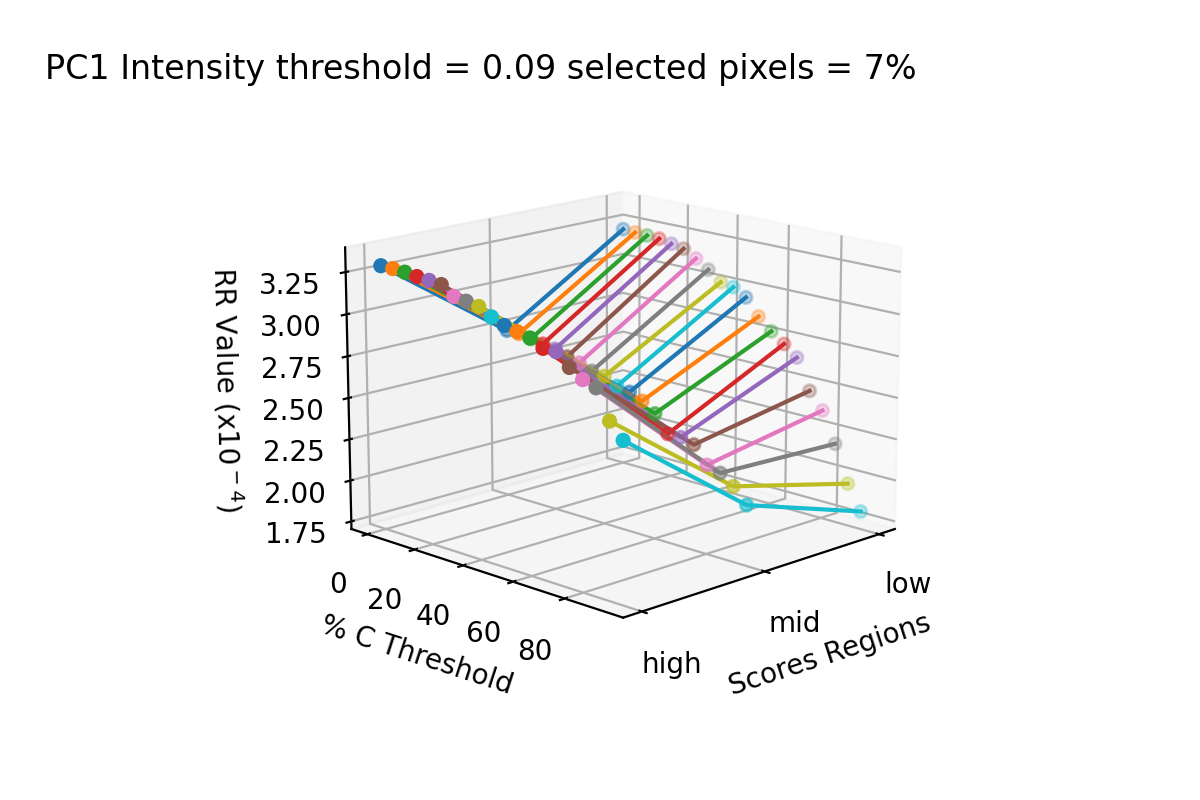 PC1 Intensity threshold = 0.09 selected pixels = 7%
RR Value (x10⁻⁴)
3.25
3.00
2.75
2.50
2.25
2.00
1.75
0
20
40
60
80
% C Threshold
high
mid
low
Scores Regions